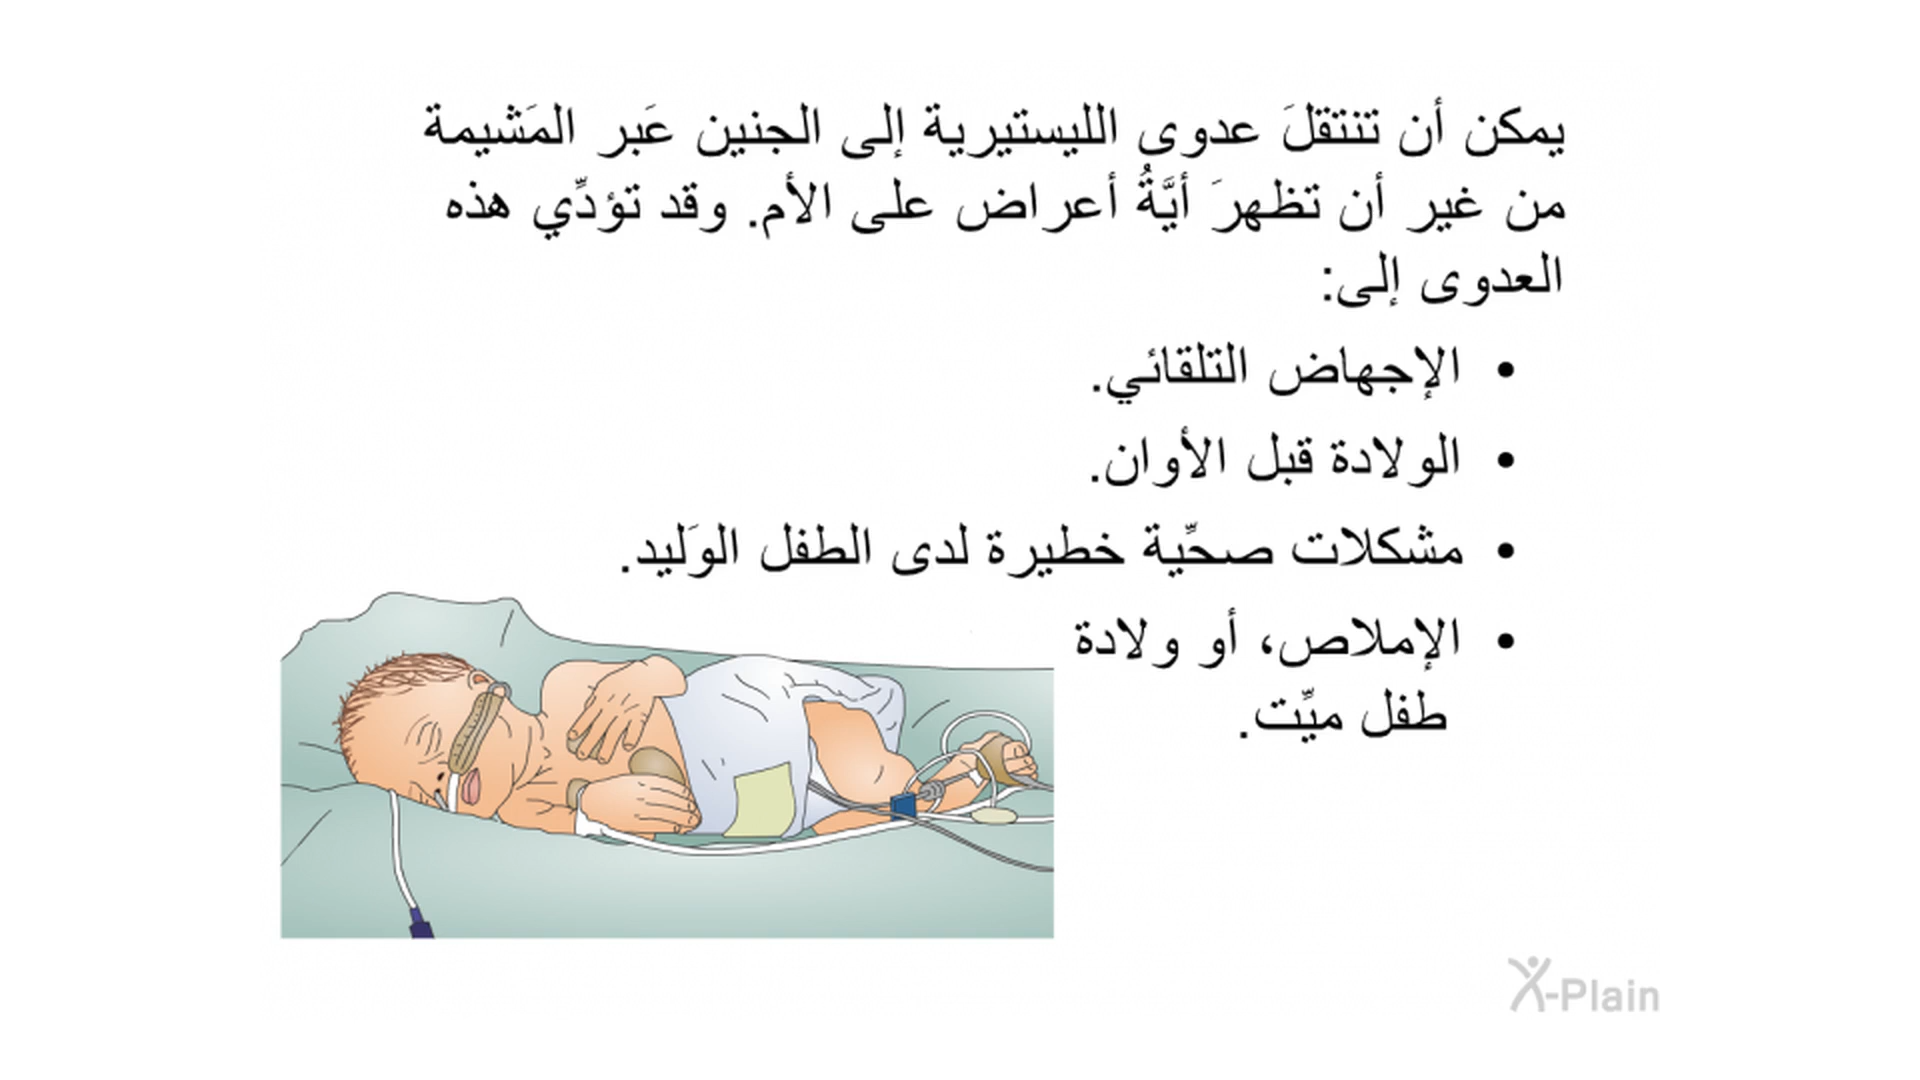 يمكن أن تنتقلَ عدوى الليستيرية إلى الجنين عَبر المَشيمة
من غير أن تظهرَ أيَّةُ أعراض على الأم. وقد تؤدِّي هذه
العدوى إلى:
• الإجهاض التلقائي.
• الولادة قبل الأوان.
• مشكلات صحِّية خطيرة لدى الطفل الوَليد.
• الإملاص، أو ولادة
طفل ميِّت.
X-Plain